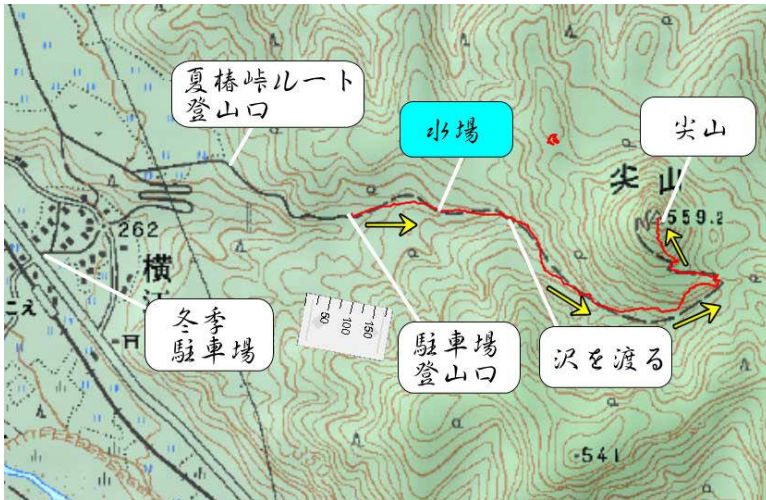 夏椿峠ルート
登山口
水場
尖山
尖山
559.2
262
横
冬季
駐車場
50
100
150
駐車場
登山口
沢を渡る
541